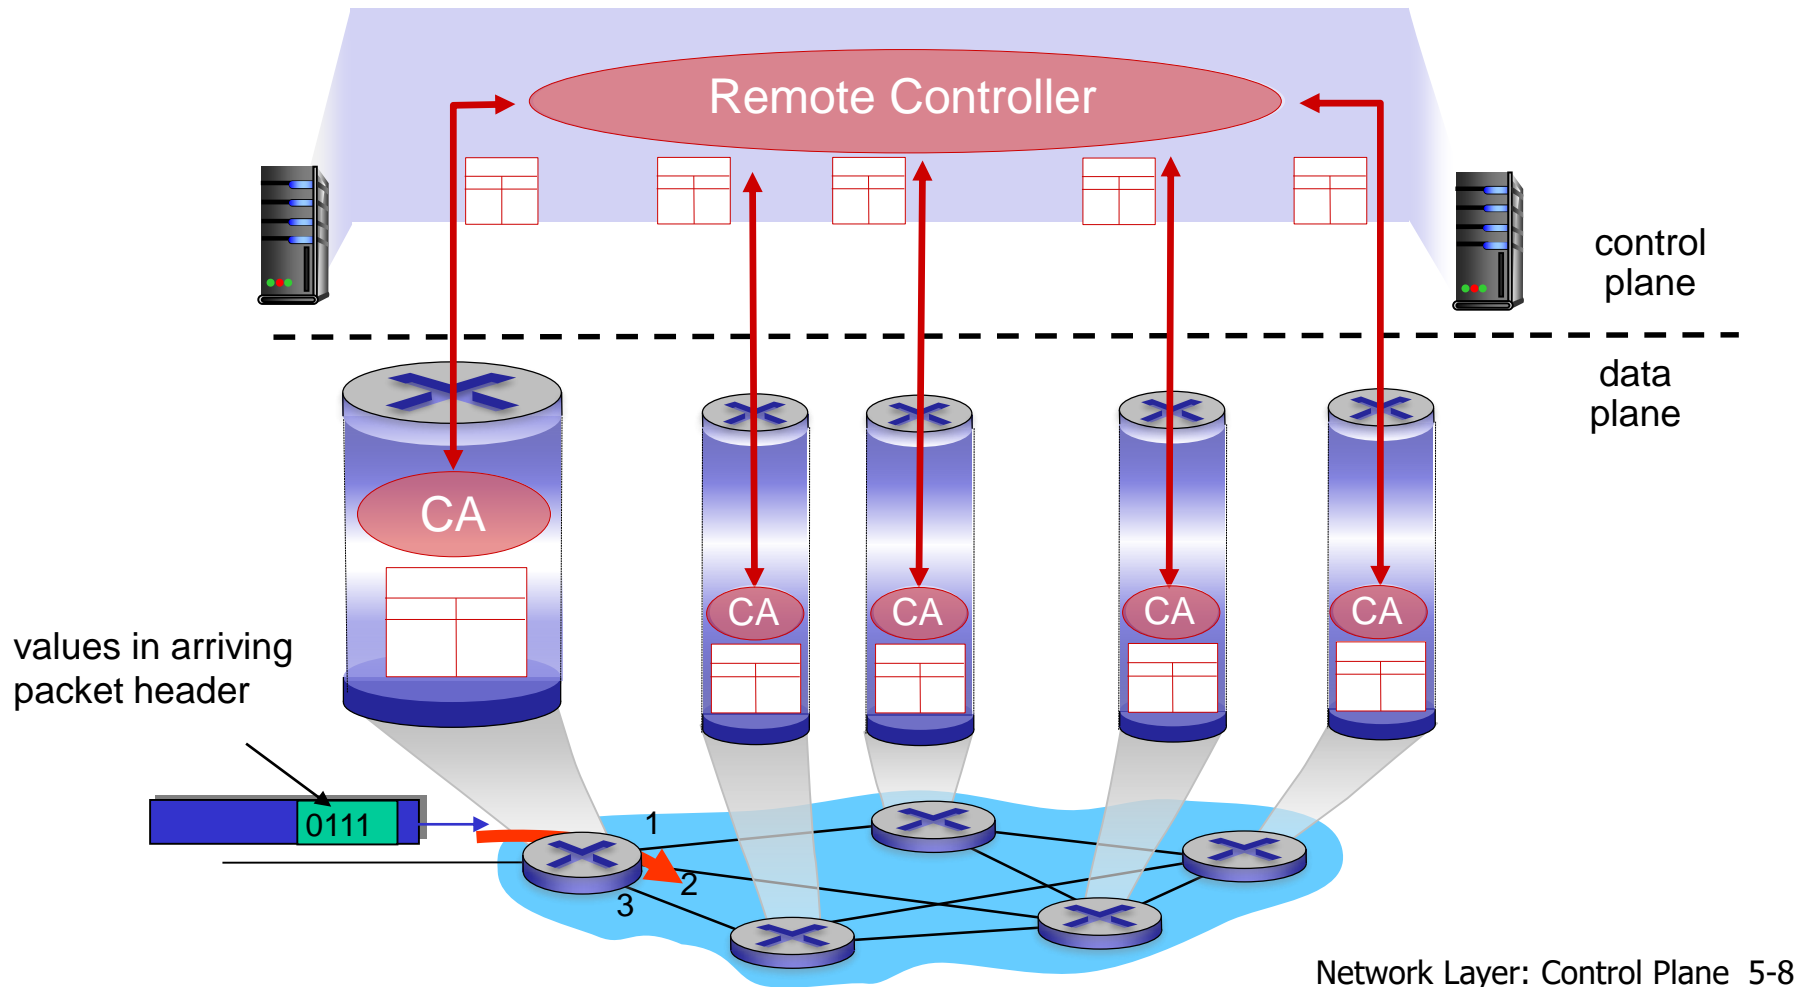 Remote Controller
control
plane
data
plane
CA
CA
CA
CA
CA
values in arriving
packet header
0111
1
2
3
Network Layer: Control Plane 5-8